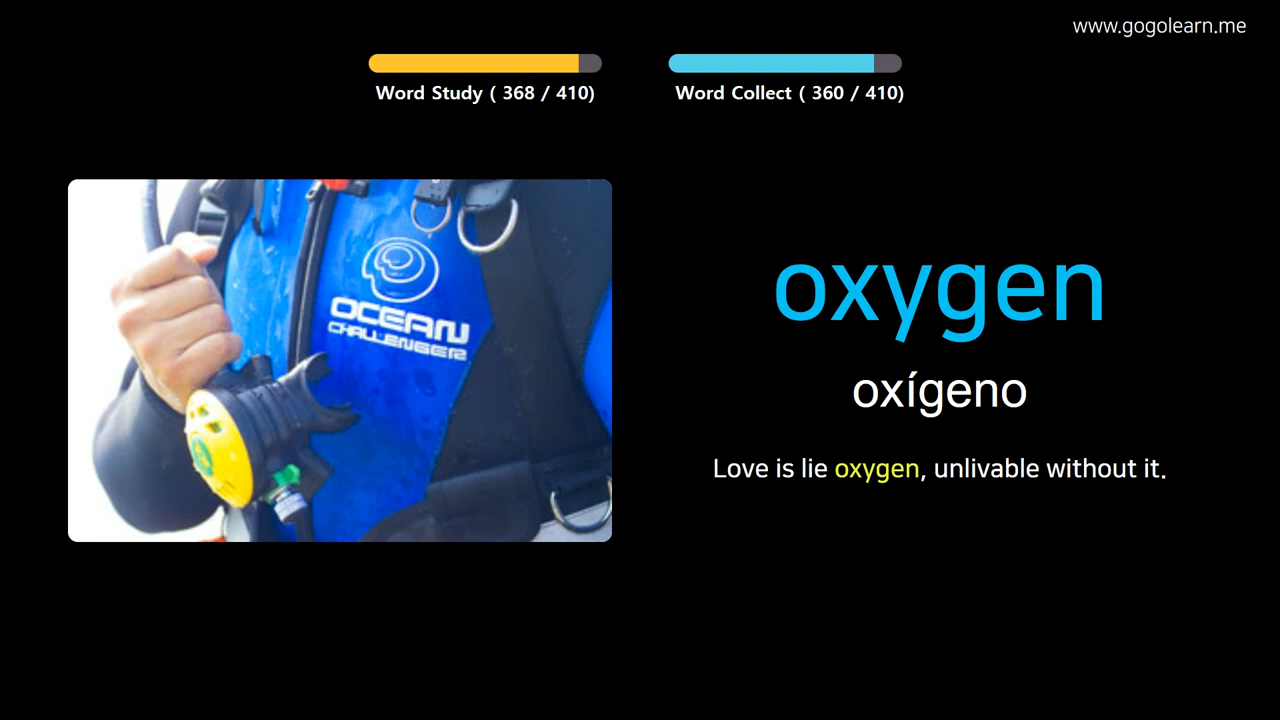 www.gogolearn.me
Word Study ( 368 / 410)
Word Collect ( 360 / 410)
OCEAN
CHALLENGER
oxygen
oxígeno
Love is lie oxygen, unlivable without it.